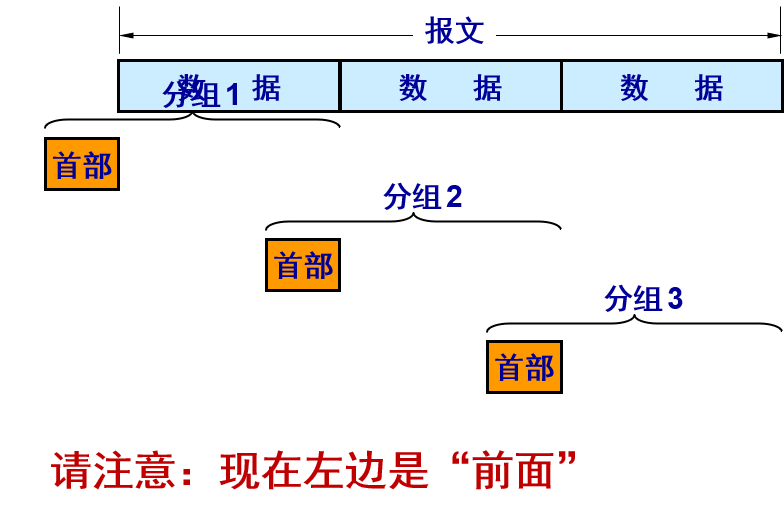 报文
数 据 数 据 数 据
分组 1
首部
分组 2
首部
分组 3
首部
请注意：现在左边是“前面”